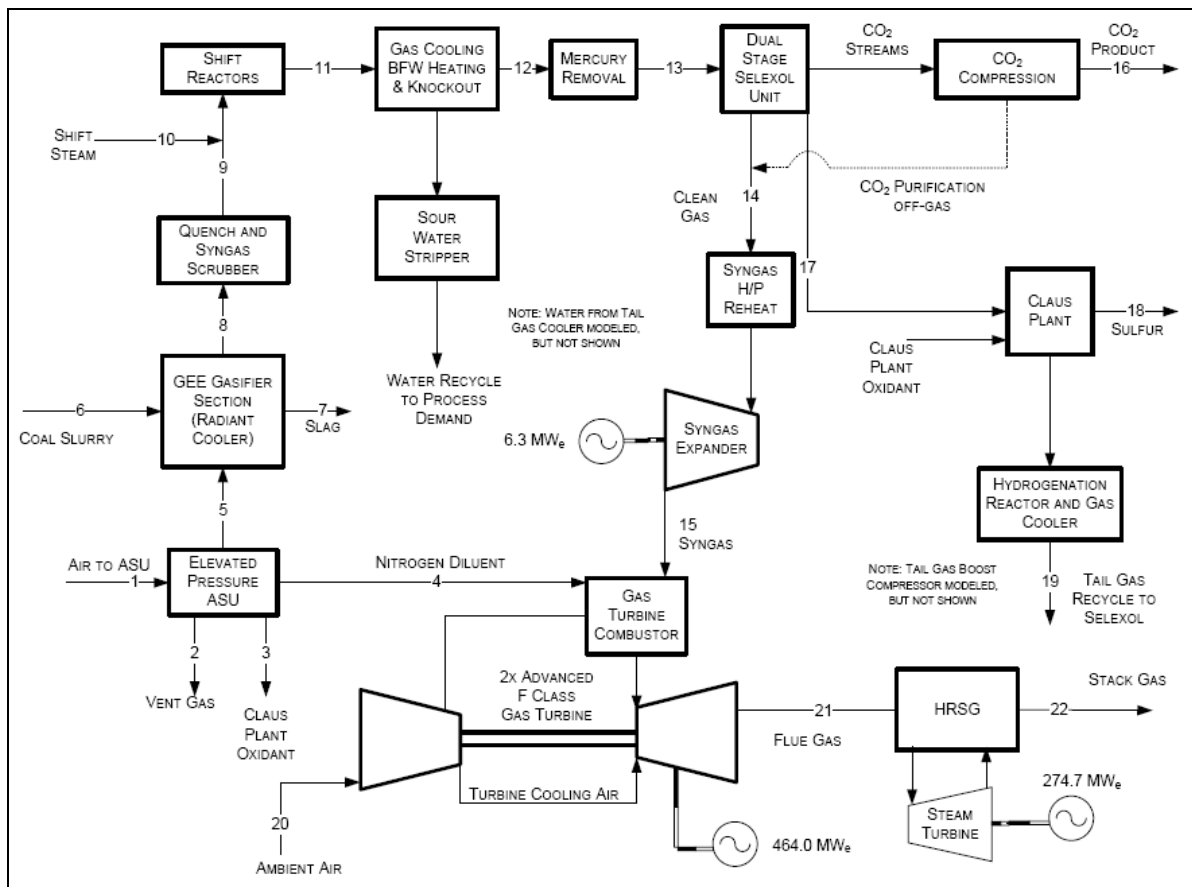 SHIFT
REACTORS
11
GAS COOLING
BFW HEATING
& KNOCKOUT
12
MERCURY
REMOVAL
13
DUAL
STAGE
SELEXOL
UNIT
CO2
STREAMS
CO2
COMPRESSION
CO2
PRODUCT
16
SHIFT
STEAM
10
9
CO2 PURIFICATION
OFF-GAS
CLEAN
GAS
14
QUENCH AND
SYNGAS
SCRUBBER
SOUR
WATER
STRIPPER
SYNGAS
H/P
REHEAT
17
CLAUS
PLANT
18
SULFUR
NOTE: WATER FROM TAIL
GAS COOLER MODELED,
BUT NOT SHOWN
8
CLAUS
PLANT
OXIDANT
WATER RECYCLE
TO PROCESS
DEMAND
6
COAL SLURRY
GEE GASIFIER
SECTION
(RADIANT
COOLER)
7
SLAG
6.3 MWe
SYNGAS
EXPANDER
HYDROGENATION
REACTOR AND GAS
COOLER
5
15
SYNGAS
AIR TO ASU
1
ELEVATED
PRESSURE
ASU
NITROGEN DILUENT
4
NOTE: TAIL GAS BOOST
COMPRESSOR MODELED,
BUT NOT SHOWN
19
TAIL GAS
RECYCLE TO
SELEXOL
GAS
TURBINE
COMBUSTOR
2
3
VENT GAS
CLAUS
PLANT
OXIDANT
2X ADVANCED
F CLASS
GAS TURBINE
21
FLUE GAS
HRSG
STACK GAS
22
TURBINE COOLING AIR
20
AMBIENT AIR
464.0 MWe
STEAM
TURBINE
274.7 MWe